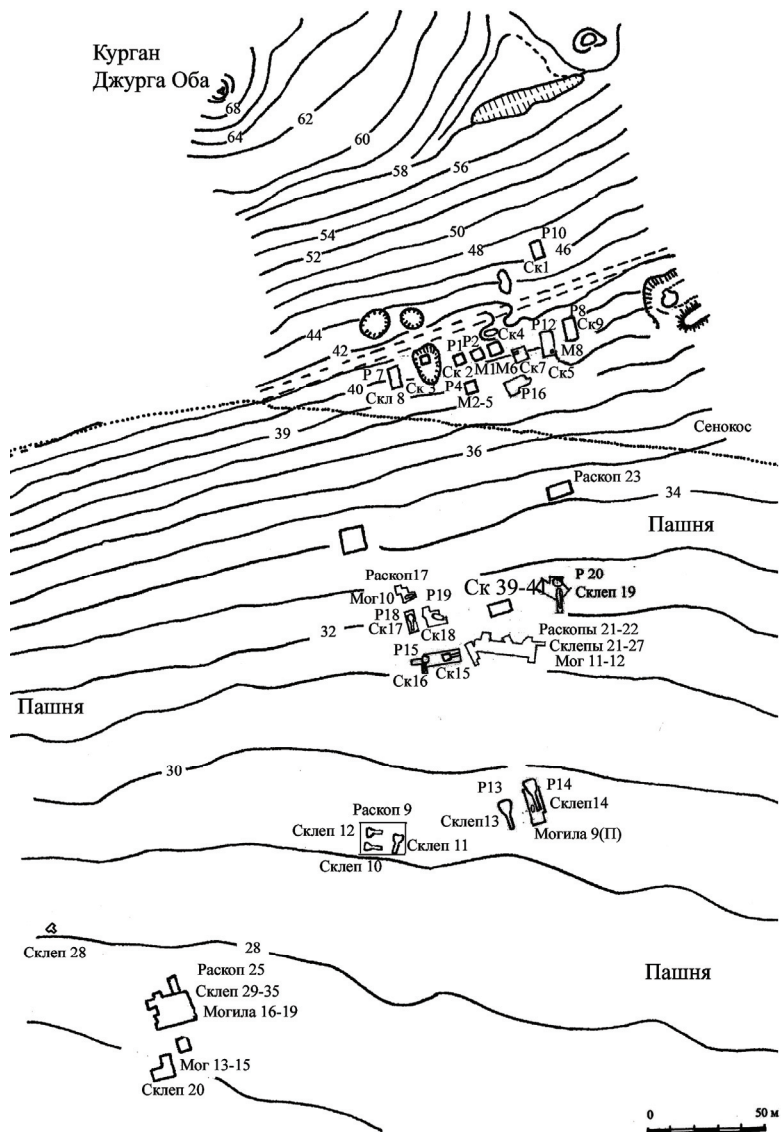 Курган
Джурга Оба
68
64
62
60
58
56
54
50
52
48
46
Р10
Ск1
44
42
Р8
Ск9
Ск4
Р12
Р1
Р2
М8
Р 7
Ск 3
Ск 2
М1
М6
Ск7
Ск5
40
Р4
Скл 8
М2-5
Р16
39
Сенокос
36
Раскоп 23
34
Пашня
Раскоп17
Мог10
Р19
Ск 39-41
Р 20
Склеп 19
Р18
Ск17
32
Ск18
Раскопы 21-22
Склепы 21-27
Мог 11-12
Р15
Ск15
Ск16
Пашня
30
Р13
Р14
Склеп14
Склеп13
Могила 9(П)
Раскоп 9
Склеп 12
Склеп 11
Склеп 10
Склеп 28
28
Раскоп 25
Склеп 29-35
Могила 16-19
Пашня
Мог 13-15
Склеп 20
0 50 м